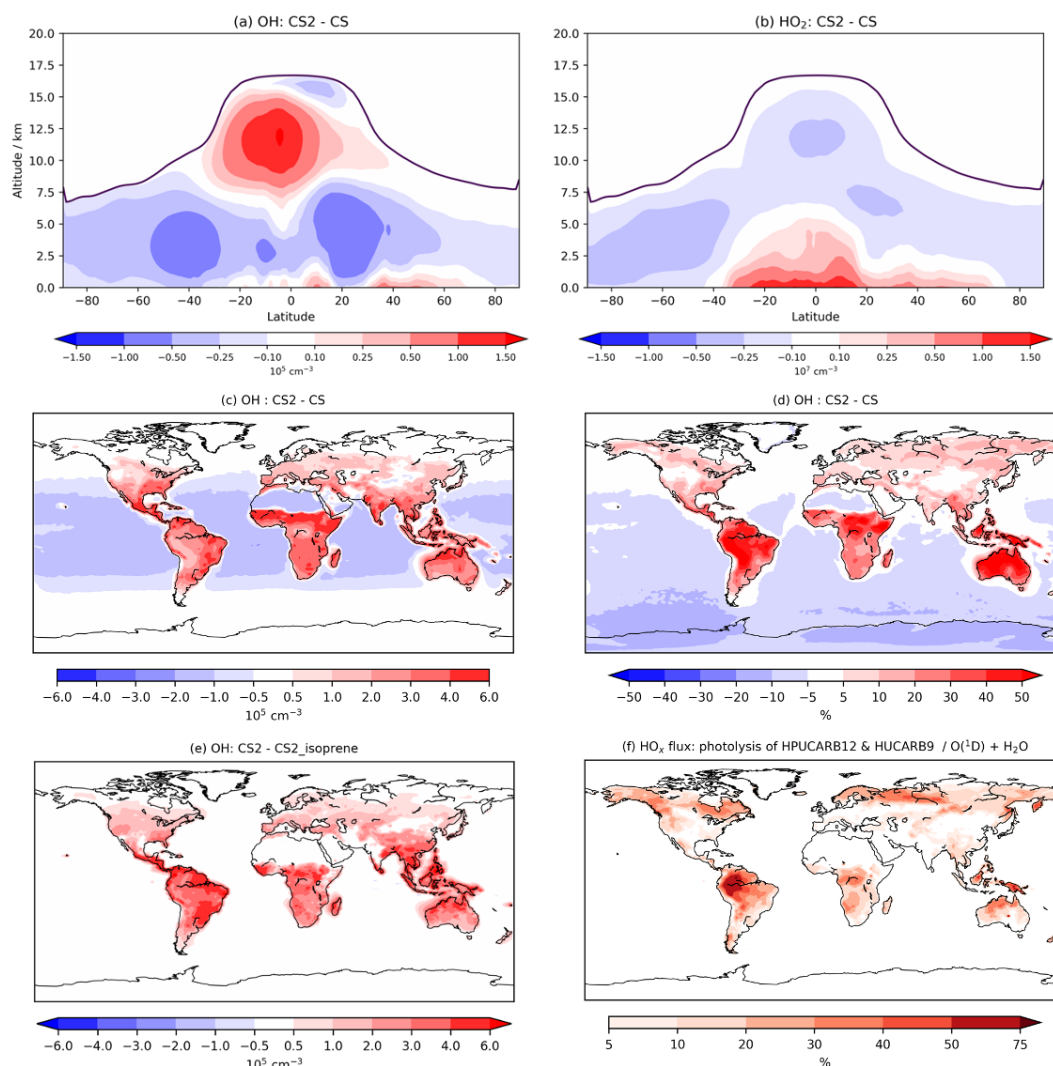 (a) OH: CS2 - CS
20.0
17.5
15.0
12.5
10.0
7.5
5.0
2.5
0.0
Altitude / km
−80 −60 −40 −20 0 20 40 60 80
Latitude
−1.50 −1.00 −0.50 −0.25 −0.10 0.10 0.25 0.50 1.00 1.50
10⁵ cm⁻³
(b) HO₂: CS2 - CS
20.0
17.5
15.0
12.5
10.0
7.5
5.0
2.5
0.0
−80 −60 −40 −20 0 20 40 60 80
Latitude
−1.50 −1.00 −0.50 −0.25 −0.10 0.10 0.25 0.50 1.00 1.50
10⁷ cm⁻³
(c) OH : CS2 - CS
−6.0 −4.0 −3.0 −2.0 −1.0 −0.5 0.5 1.0 2.0 3.0 4.0 6.0
10⁵ cm⁻³
(d) OH : CS2 - CS
−50 −40 −30 −20 −10 −5 5 10 20 30 40 50
%
(e) OH: CS2 - CS2_isoprene
−6.0 −4.0 −3.0 −2.0 −1.0 −0.5 0.5 1.0 2.0 3.0 4.0 6.0
10⁵ cm⁻³
(f) HOₓ flux: photolysis of HPUCARB12 & HUCARB9 / O(¹D) + H₂O
5 10 20 30 40 50 75
%